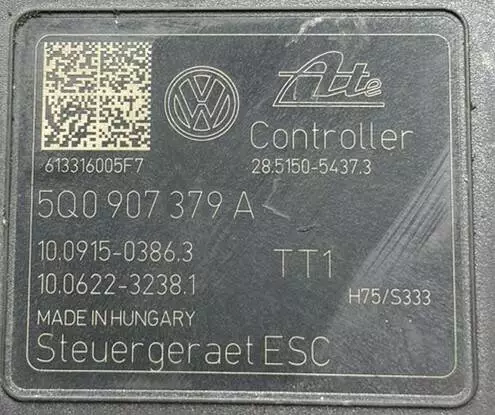 VW
Ate
Controller
613316005F7
28.5150-5437.3
5Q0 907 379 A
10.0915-0386.3
TT1
10.0622-3238.1
H75/S333
MADE IN HUNGARY
Steuergeraet ESC